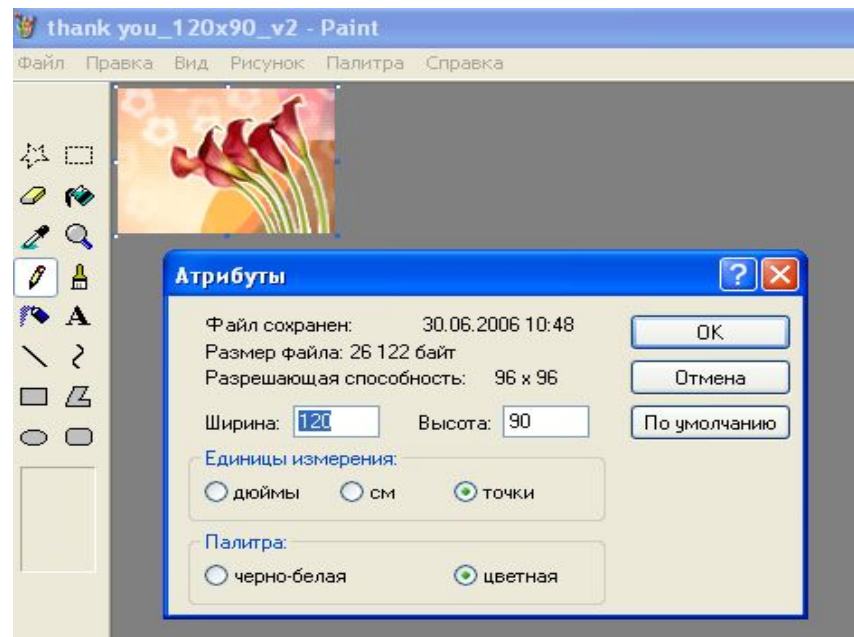 thank you_120x90_v2 - Paint
Файл Правка Вид Рисунок Палитра Справка
A
Атрибуты
?
Файл сохранен: 30.06.2006 10:48
Размер файла: 26 122 байт
Разрешающая способность: 96 x 96
Ширина: 120 Высота: 90
Единицы измерения:
дюймы см точки
Палитра:
черно-белая цветная
OK
Отмена
По умолчанию